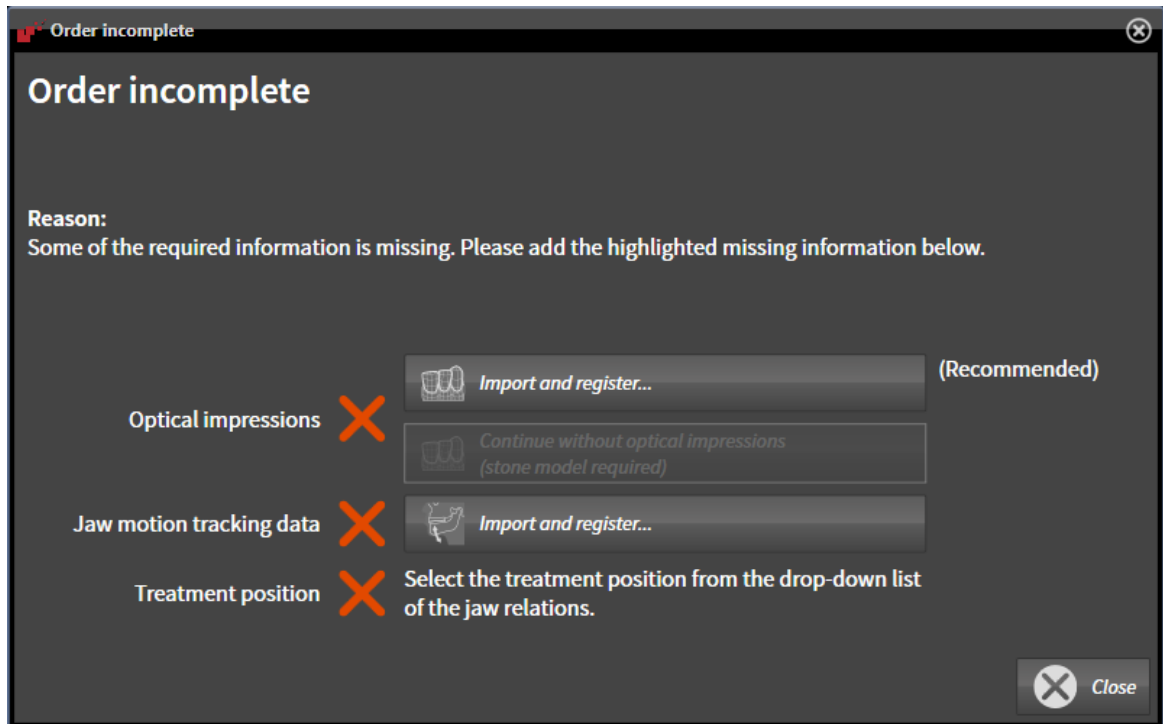 Order incomplete
Order incomplete
Reason:
Some of the required information is missing. Please add the highlighted missing information below.
Optical impressions
Import and register...
(Recommended)
Continue without optical impressions
(stone model required)
Jaw motion tracking data
Import and register...
Treatment position
Select the treatment position from the drop-down list
of the jaw relations.
Close